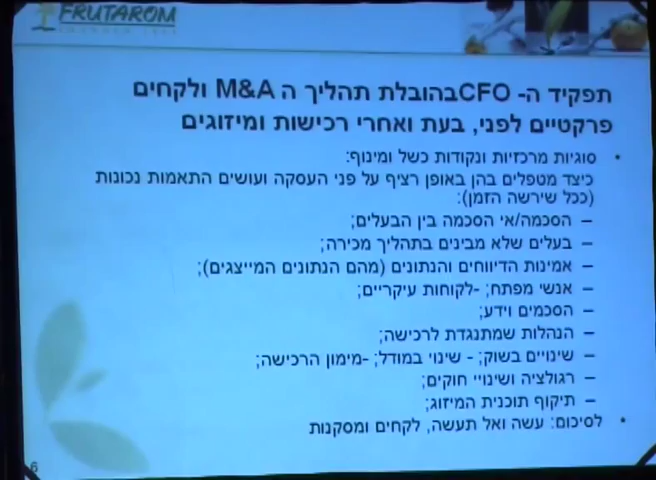 FRUTAROM
תפקיד ה- CFO בהובלת תהליך ה M&A ולקחים
פרקטיים לפני, בעת ואחרי רכישות ומיזוגים
• סוגיות מרכזיות ונקודות כשל ומינוף:
כיצד מטפלים בהן באופן רציף על פני העסקה ועושים התאמות נכונות
(ככל שירשה הזמן):
– הסכמה/אי הסכמה בין הבעלים;
– בעלים שלא מבינים בתהליך מכירה;
– אמינות הדיווחים והנתונים (מהם הנתונים המייצגים);
– אנשי מפתח; -לקוחות עיקריים;
– הסכמים וידע;
– הנהלות שמתנגדת לרכישה;
– שינויים בשוק; - שינוי במודל; -מימון הרכישה;
– רגולציה ושינויי חוקים;
– תיקוף תוכנית המיזוג;
• לסיכום: עשה ואל תעשה, לקחים ומסקנות
6